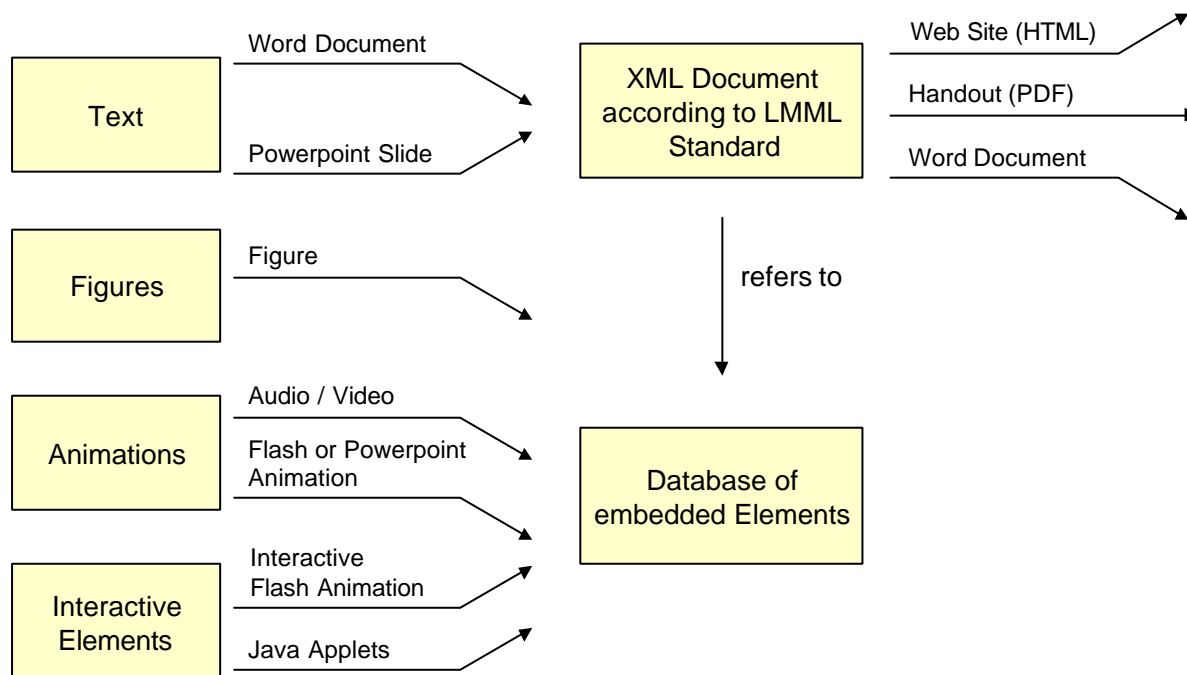 Text
Word Document
Powerpoint Slide
XML Document
according to LMML
Standard
Web Site (HTML)
Handout (PDF)
Word Document
Figures
Figure
refers to
Animations
Audio / Video
Flash or Powerpoint
Animation
Database of
embedded Elements
Interactive
Elements
Interactive
Flash Animation
Java Applets